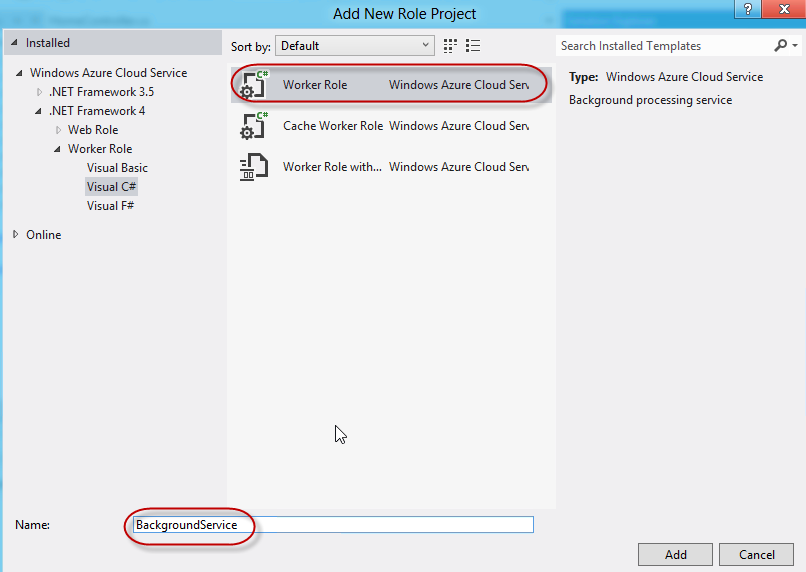 Add New Role Project
?
Installed
Sort by: Default
Search Installed Templates
Windows Azure Cloud Service
.NET Framework 3.5
.NET Framework 4
Web Role
Worker Role
Visual Basic
Visual C#
Visual F#
Online
C# Worker Role Windows Azure Cloud Serv
C# Cache Worker Role Windows Azure Cloud Serv
Worker Role with... Windows Azure Cloud Serv
Type: Windows Azure Cloud Service
Background processing service
Name: BackgroundService
Add Cancel